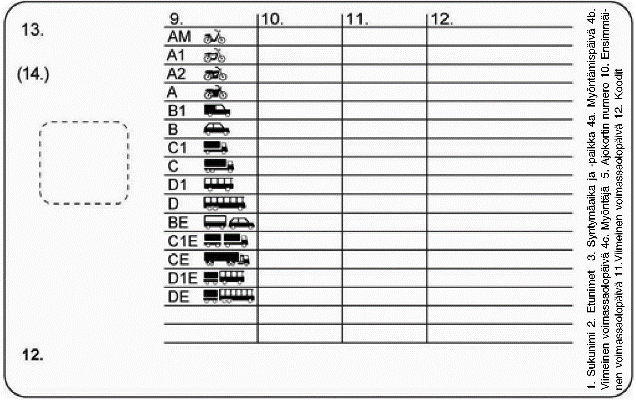 13.
(14.)
12.
9. 10. 11. 12.
AM
A1
A2
A
B1
B
C1
C
D1
D
BE
C1E
CE
D1E
DE
1. Sukunimi 2. Etunimet 3. Syntymäaika ja -paikka 4a. Myöntämispäivä 4b.
Viimeinen voimassaolopäivä 4c. Myöntäjä 5. Ajokortin numero 10. Ensimmäi-
nen voimassaolopäivä 11. Viimeinen voimassaolopäivä 12. Koodit